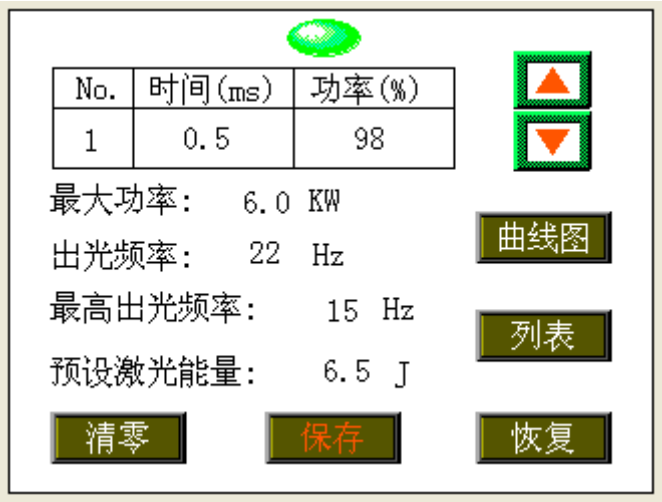 No. 时间(ms) 功率(%)
1 0.5 98
最大功率: 6.0 KW
出光频率: 22 Hz
曲线图
最高出光频率: 15 Hz
列表
预设激光能量: 6.5 J
清零 保存 恢复